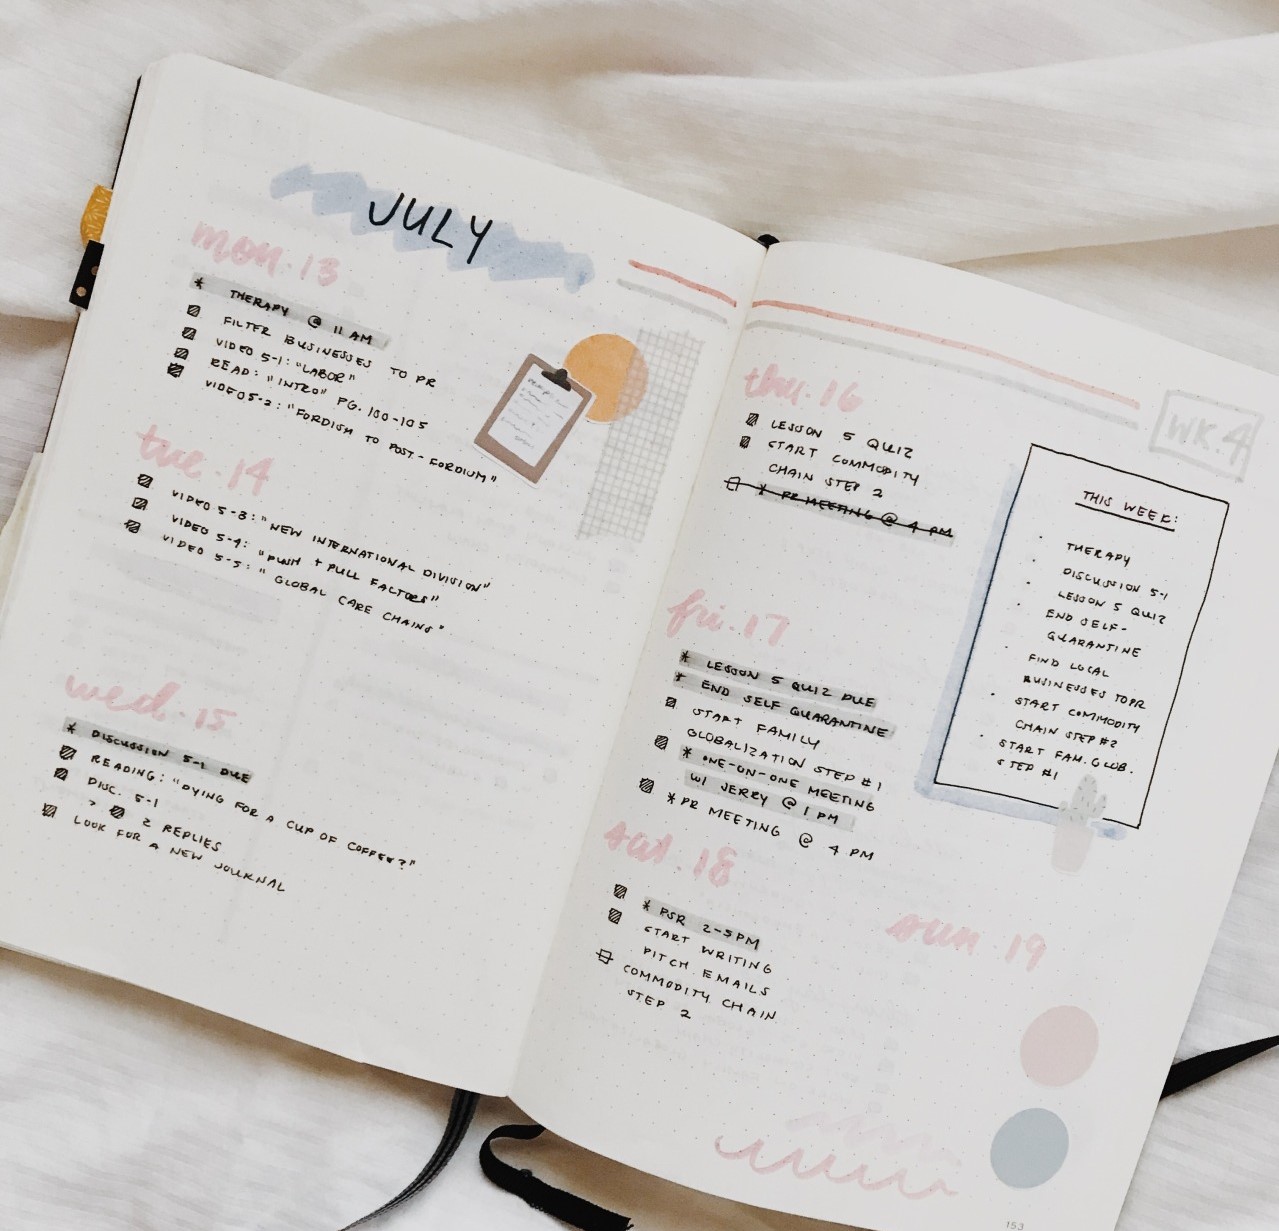 JULY
mon. 13
* THERAPY @ 11 AM
FILTER BUSINESSES TO PR
VIDEO 5-1: "LABOR"
READ: "INTRO" PG. 100-105
VIDEO 5-2: "FORDISM TO POST-FORDIUM"
tue. 14
VIDEO 5-3: "NEW INTERNATIONAL DIVISION"
VIDEO 5-4: "PUSH + PULL FACTORS"
VIDEO 5-5: "GLOBAL CARE CHAINS"
wed. 15
* DISCUSSION 5-1 DUE
READING: "DYING FOR A CUP OF COFFEE?"
DISC. 5-1
> 2 REPLIES
LOOK FOR A NEW JOURNAL
thu. 16
LESSON 5 QUIZ
START COMMODITY
CHAIN STEP 2
* PR MEETING @ 4 PM
fri. 17
* LESSON 5 QUIZ DUE
* END SELF QUARANTINE
START FAMILY
GLOBALIZATION STEP #1
* ONE-ON-ONE MEETING
W/ JERRY @ 1 PM
* PR MEETING @ 4 PM
sat. 18
* PSR 2-5PM
START WRITING
PITCH EMAILS
COMMODITY CHAIN
STEP 2
sun. 19
WK.4
THIS WEEK:
THERAPY
DISCUSSION 5-1
LESSON 5 QUIZ
END SELF-
QUARANTINE
FIND LOCAL
BUSINESSES TO PR
START COMMODITY
CHAIN STEP #2
START FAM. GLOB.
STEP #1
153